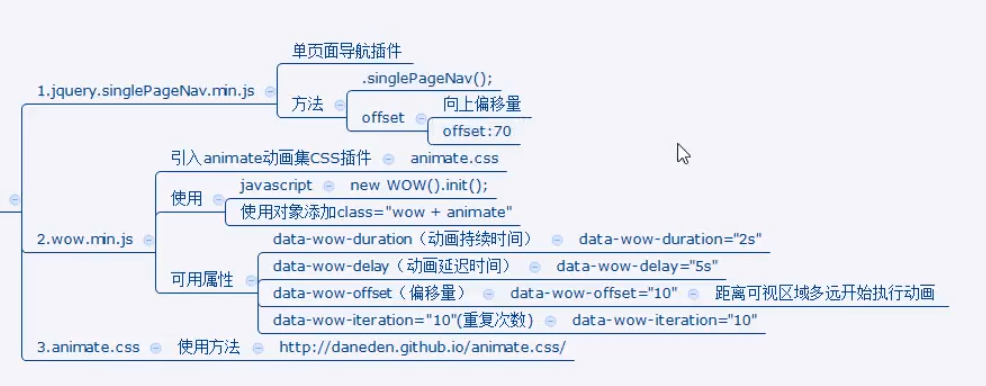 1.jquery.singlePageNav.min.js
单页面导航插件
方法
.singlePageNav();
offset
向上偏移量
offset:70
2.wow.min.js
引入animate动画集CSS插件
animate.css
使用
javascript
new WOW().init();
使用对象添加class="wow + animate"
可用属性
data-wow-duration（动画持续时间）
data-wow-duration="2s"
data-wow-delay（动画延迟时间）
data-wow-delay="5s"
data-wow-offset（偏移量）
data-wow-offset="10"
距离可视区域多远开始执行动画
data-wow-iteration="10"(重复次数)
data-wow-iteration="10"
3.animate.css
使用方法
http://daneden.github.io/animate.css/